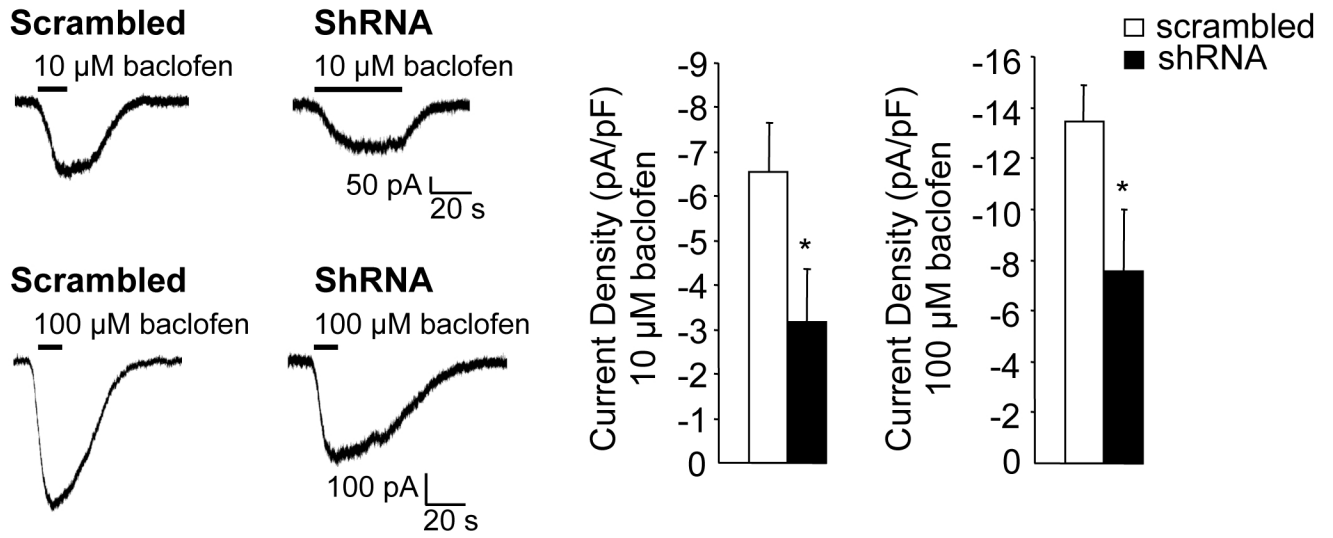 Scrambled
10 µM baclofen
ShRNA
10 µM baclofen
50 pA
20 s
Scrambled
100 µM baclofen
ShRNA
100 µM baclofen
100 pA
20 s
Current Density (pA/pF)
10 µM baclofen
-9
-8
-7
-6
-5
-4
-3
-2
-1
0
*
Current Density (pA/pF)
100 µM baclofen
-16
-14
-12
-10
-8
-6
-4
-2
0
*
scrambled
shRNA